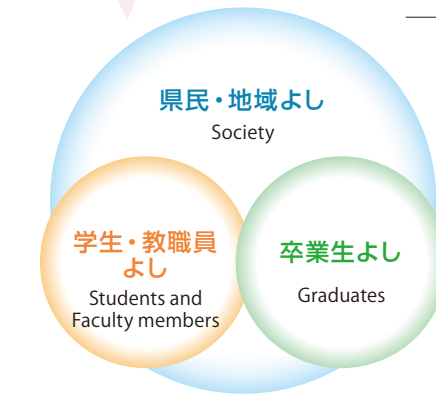 県民・地域よし
Society
学生・教職員
よし
Students and
Faculty members
卒業生よし
Graduates